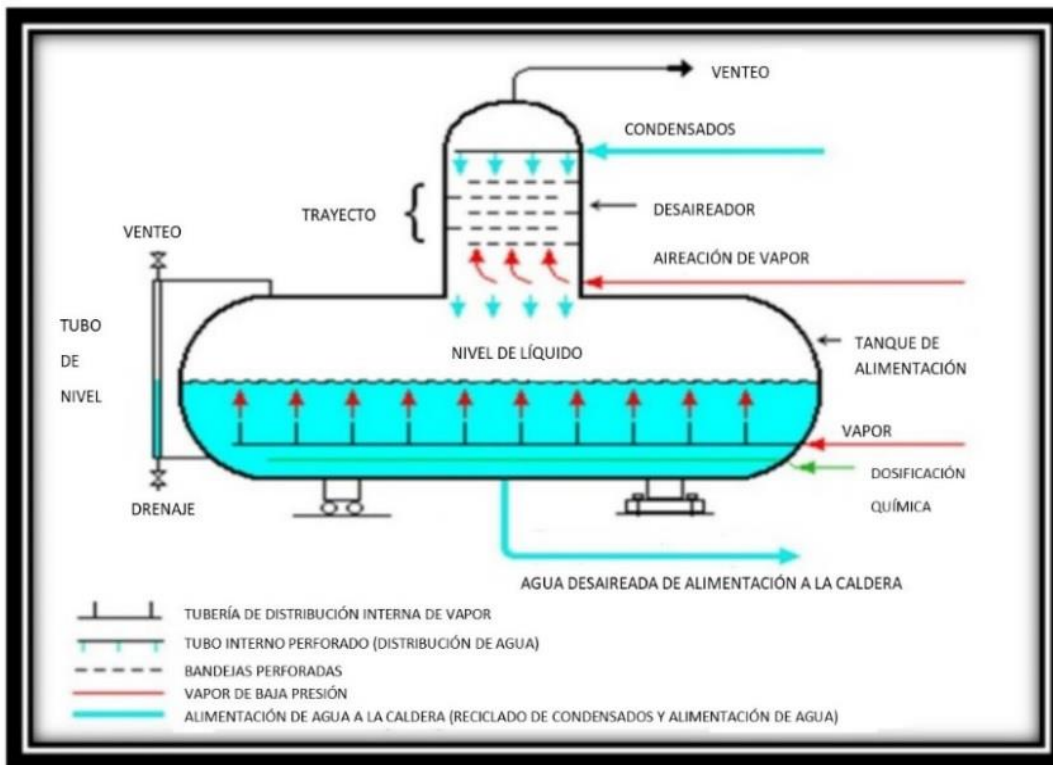 VENTEO
CONDENSADOS
TRAYECTO
DESAIREADOR
VENTEO
AIREACIÓN DE VAPOR
TUBO
DE
NIVEL
NIVEL DE LÍQUIDO
TANQUE DE
ALIMENTACIÓN
VAPOR
DOSIFICACIÓN
QUÍMICA
DRENAJE
AGUA DESAIREADA DE ALIMENTACIÓN A LA CALDERA
TUBERÍA DE DISTRIBUCIÓN INTERNA DE VAPOR
TUBO INTERNO PERFORADO (DISTRIBUCIÓN DE AGUA)
BANDEJAS PERFORADAS
VAPOR DE BAJA PRESIÓN
ALIMENTACIÓN DE AGUA A LA CALDERA (RECICLADO DE CONDENSADOS Y ALIMENTACIÓN DE AGUA)